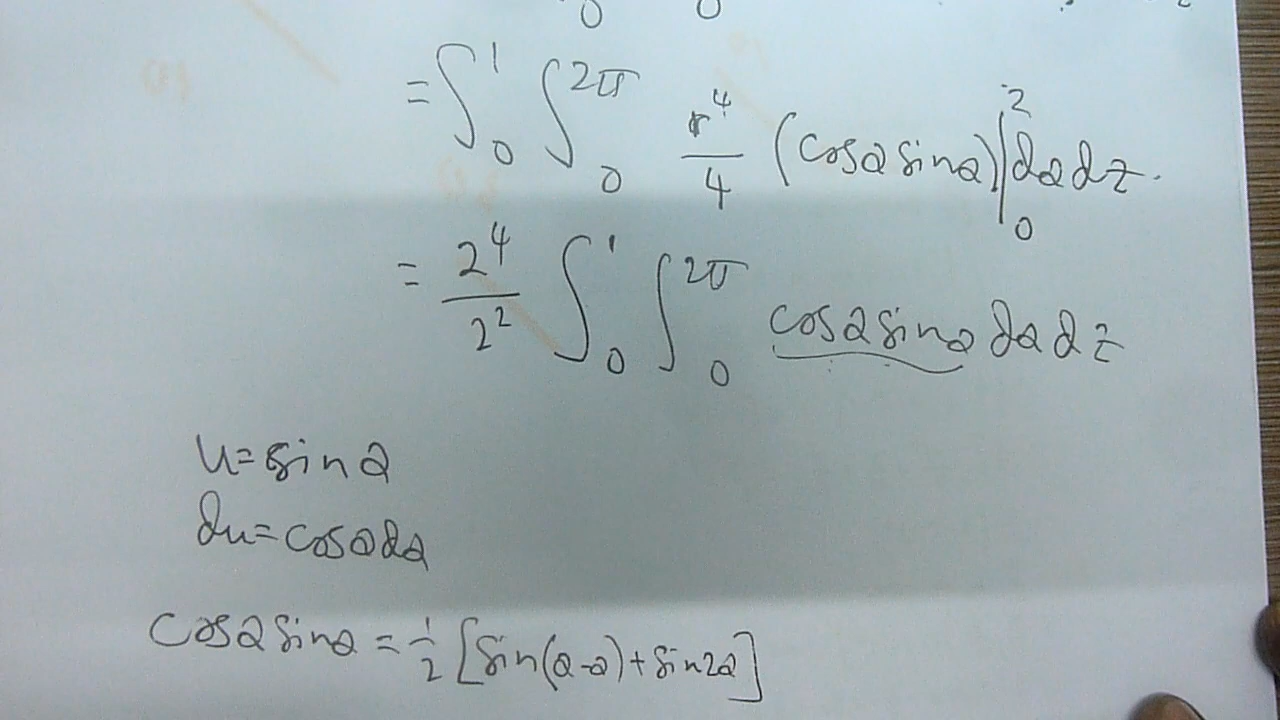 = ∫₀¹ ∫₀^{2π} r⁴/4 (cosθ sinθ)|₀² dθ dz.
= 2⁴/2² ∫₀¹ ∫₀^{2π} cosθ sinθ dθ dz
u = sin θ
du = cosθ dθ
cosθ sinθ = 1/2 [sin(θ-θ) + sin2θ]